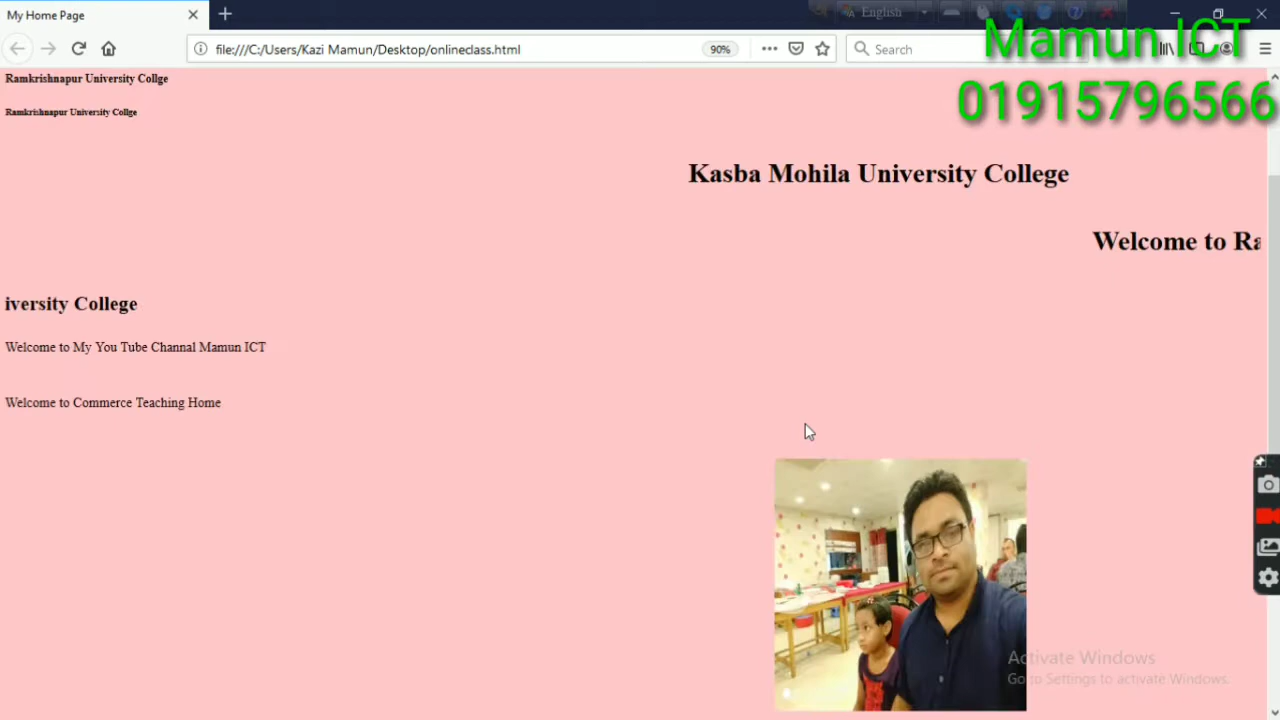 My Home Page
English
Mamun ICT
file:///C:/Users/Kazi Mamun/Desktop/onlineclass.html
90%
Search
01915796566
Ramkrishnapur University Collge
Ramkrishnapur University Collge
Kasba Mohila University College
Welcome to Ra
iversity College
Welcome to My You Tube Channal Mamun ICT
Welcome to Commerce Teaching Home
Activate Windows
Go to Settings to activate Windows.